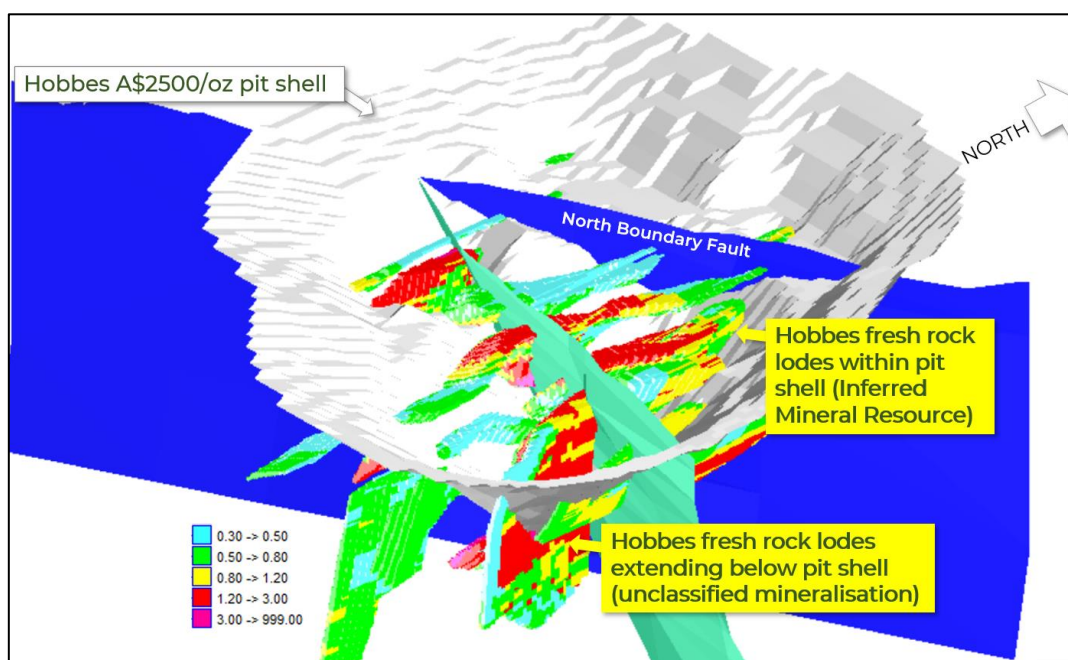 Hobbes A$2500/oz pit shell
NORTH
North Boundary Fault
Hobbes fresh rock
lodes within pit
shell (Inferred
Mineral Resource)
Hobbes fresh rock lodes
extending below pit shell
(unclassified mineralisation)
0.30 -> 0.50
0.50 -> 0.80
0.80 -> 1.20
1.20 -> 3.00
3.00 -> 999.00